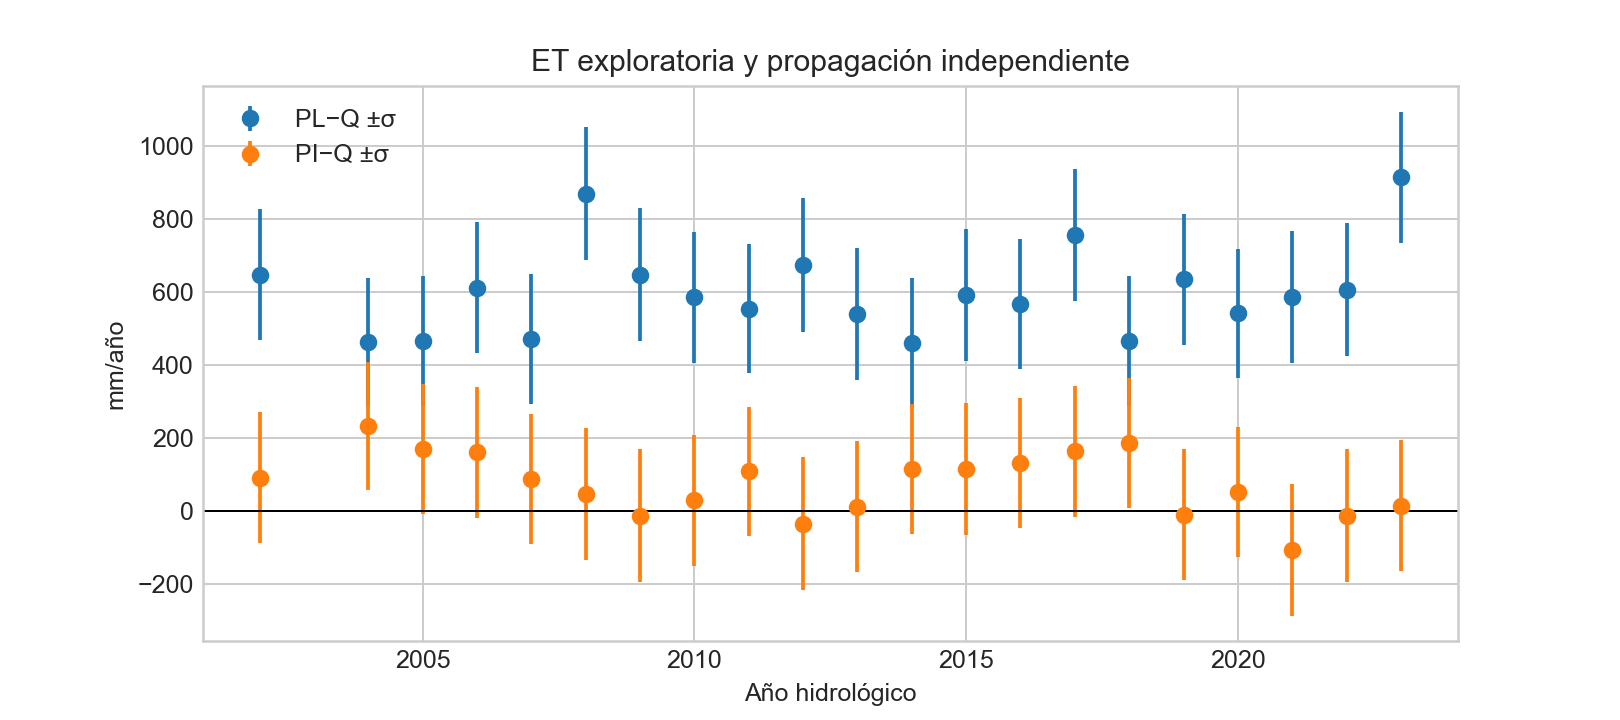 ET exploratoria y propagación independiente
PL−Q ±σ
PI−Q ±σ
1000
800
600
400
200
0
−200
mm/año
2005
2010
2015
2020
Año hidrológico